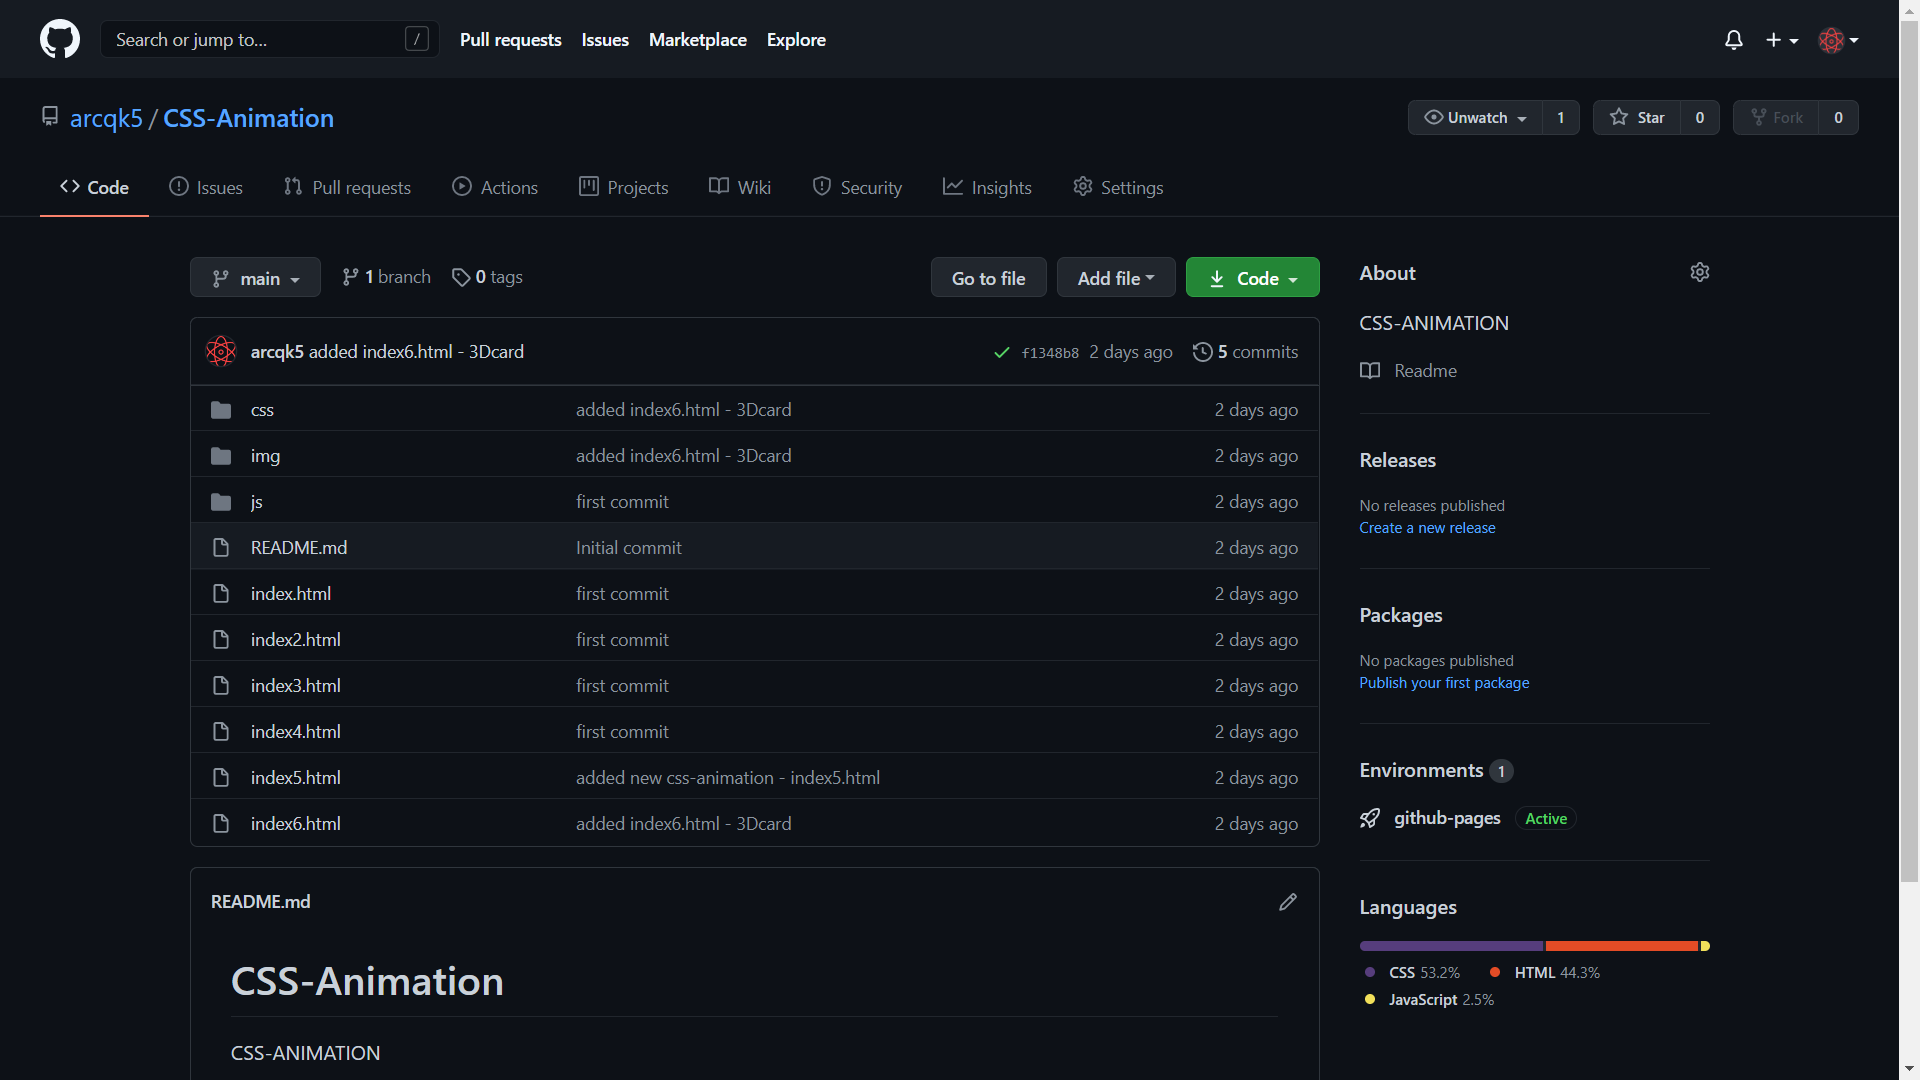 Search or jump to... /
Pull requests Issues Marketplace Explore
arcqk5 / CSS-Animation
Unwatch 1 Star 0 Fork 0
Code Issues Pull requests Actions Projects Wiki Security Insights Settings
main 1 branch 0 tags Go to file Add file Code
arcqk5 added index6.html - 3Dcard f1348b8 2 days ago 5 commits
css added index6.html - 3Dcard 2 days ago
img added index6.html - 3Dcard 2 days ago
js first commit 2 days ago
README.md Initial commit 2 days ago
index.html first commit 2 days ago
index2.html first commit 2 days ago
index3.html first commit 2 days ago
index4.html first commit 2 days ago
index5.html added new css-animation - index5.html 2 days ago
index6.html added index6.html - 3Dcard 2 days ago
README.md
CSS-Animation
CSS-ANIMATION
About
CSS-ANIMATION
Readme
Releases
No releases published
Create a new release
Packages
No packages published
Publish your first package
Environments 1
github-pages Active
Languages
CSS 53.2% HTML 44.3%
JavaScript 2.5%